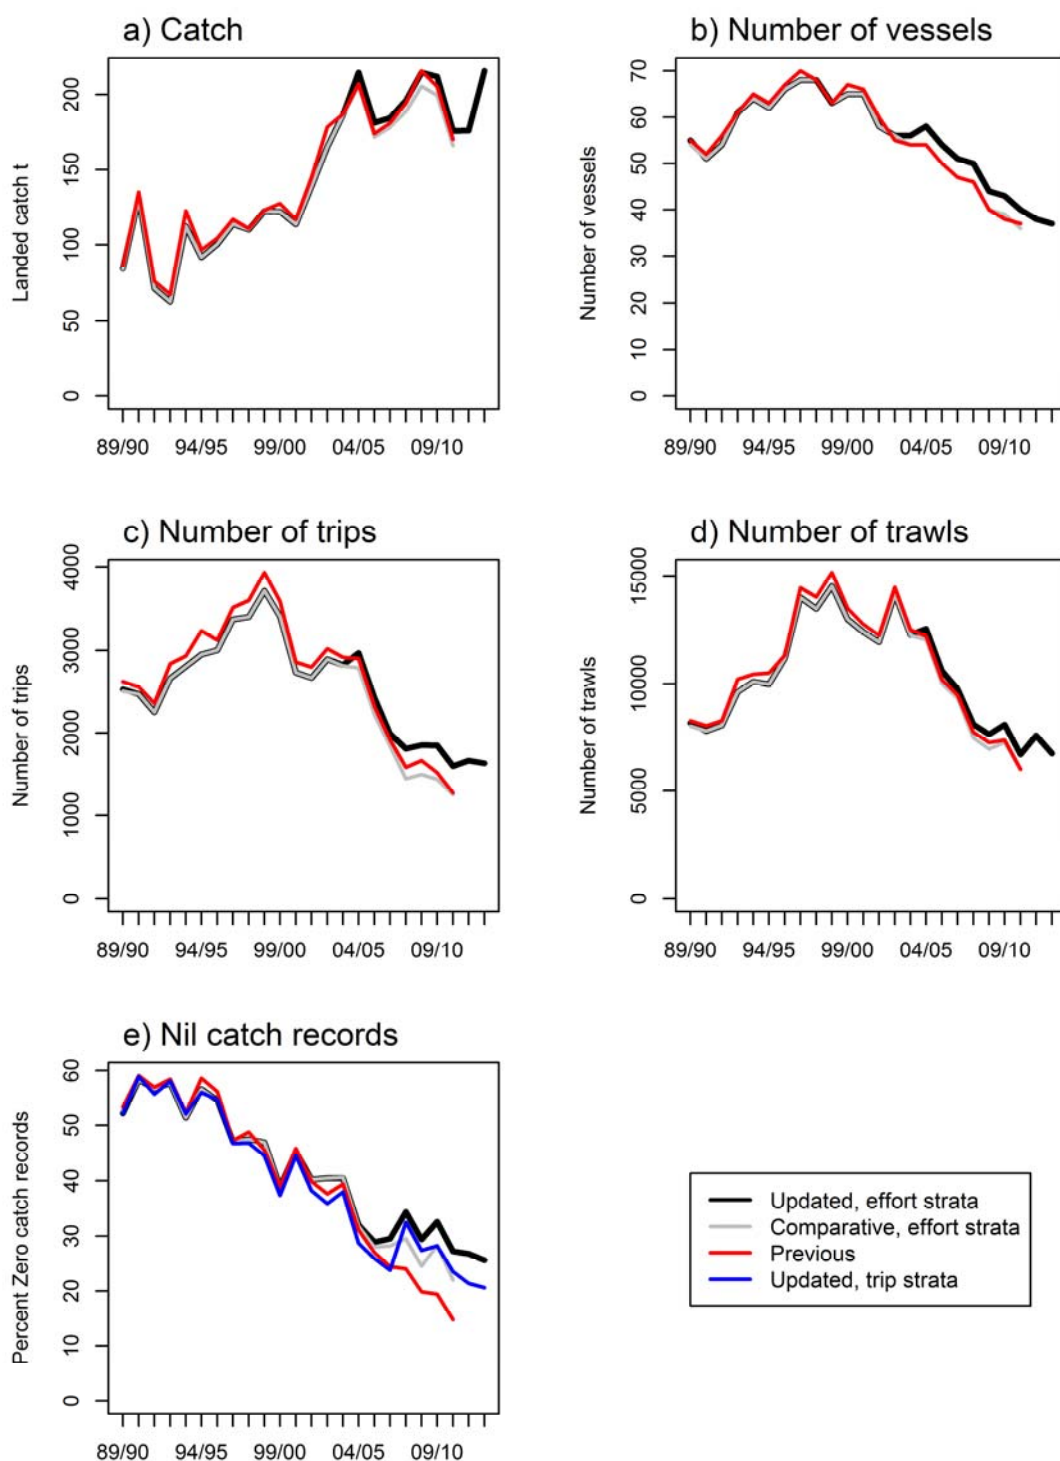 a) Catch
Landed catch t
200
150
100
50
0
89/90 94/95 99/00 04/05 09/10
b) Number of vessels
Number of vessels
70
60
50
40
30
20
10
0
89/90 94/95 99/00 04/05 09/10
c) Number of trips
Number of trips
4000
3000
2000
1000
0
89/90 94/95 99/00 04/05 09/10
d) Number of trawls
Number of trawls
15000
10000
5000
0
89/90 94/95 99/00 04/05 09/10
e) Nil catch records
Percent Zero catch records
60
50
40
30
20
10
0
89/90 94/95 99/00 04/05 09/10
Updated, effort strata
Comparative, effort strata
Previous
Updated, trip strata